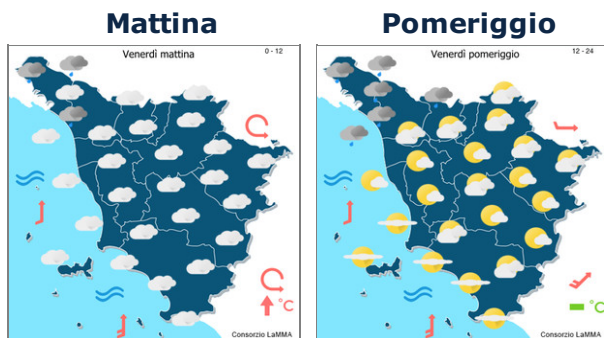 Mattina
Venerdì mattina
0 - 12
°C
Consorzio LaMMA
Pomeriggio
Venerdì pomeriggio
12 - 24
°C
Consorzio LaMMA